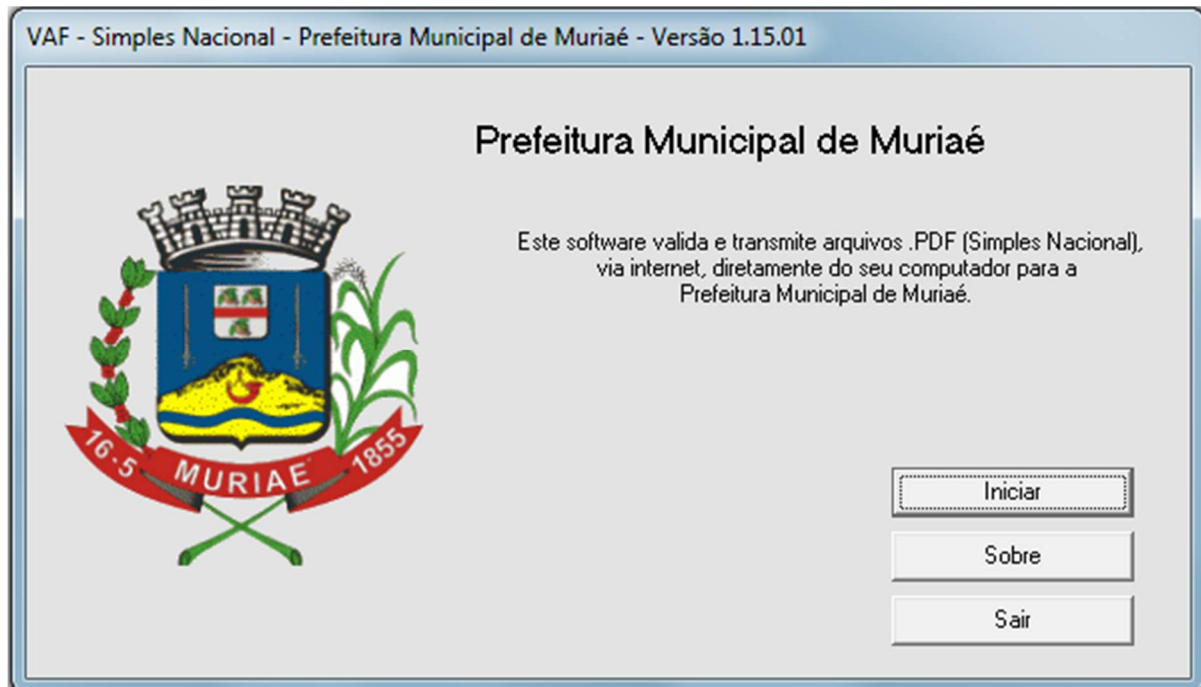 VAF - Simples Nacional - Prefeitura Municipal de Muriaé - Versão 1.15.01
Prefeitura Municipal de Muriaé
Este software valida e transmite arquivos .PDF (Simples Nacional),
via internet, diretamente do seu computador para a
Prefeitura Municipal de Muriaé.
16-5 MURIAÉ 1855
Iniciar
Sobre
Sair